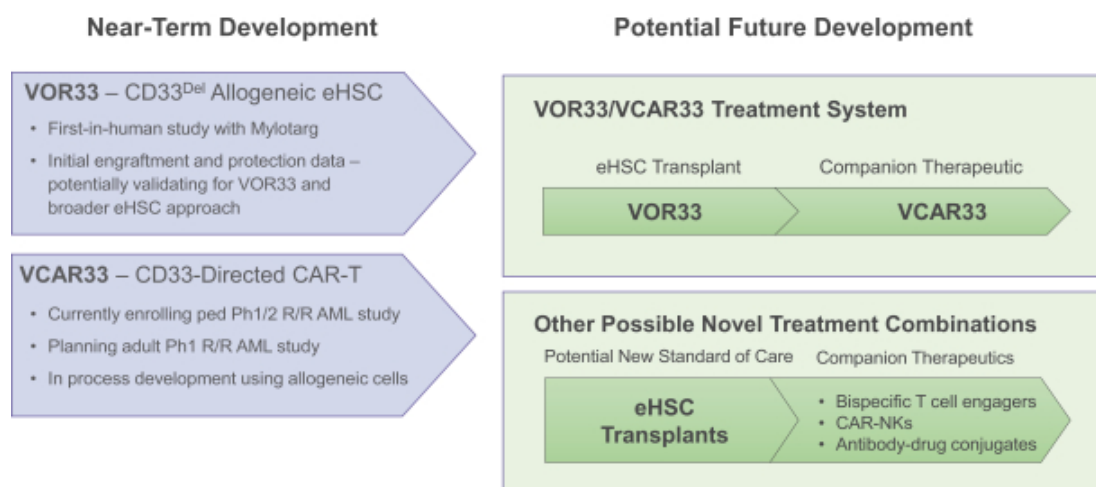 Near-Term Development
VOR33 – CD33Del Allogeneic eHSC
• First-in-human study with Mylotarg
• Initial engraftment and protection data –
potentially validating for VOR33 and
broader eHSC approach
VCAR33 – CD33-Directed CAR-T
• Currently enrolling ped Ph1/2 R/R AML study
• Planning adult Ph1 R/R AML study
• In process development using allogeneic cells
Potential Future Development
VOR33/VCAR33 Treatment System
eHSC Transplant
Companion Therapeutic
VOR33
VCAR33
Other Possible Novel Treatment Combinations
Potential New Standard of Care
Companion Therapeutics
eHSC
Transplants
• Bispecific T cell engagers
• CAR-NKs
• Antibody-drug conjugates